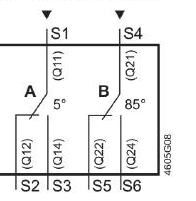 S1 S4
(Q11) (Q21)
A 5° B 85°
(Q12) (Q14) (Q22) (Q24)
S2 S3 S5 S6
4605G08